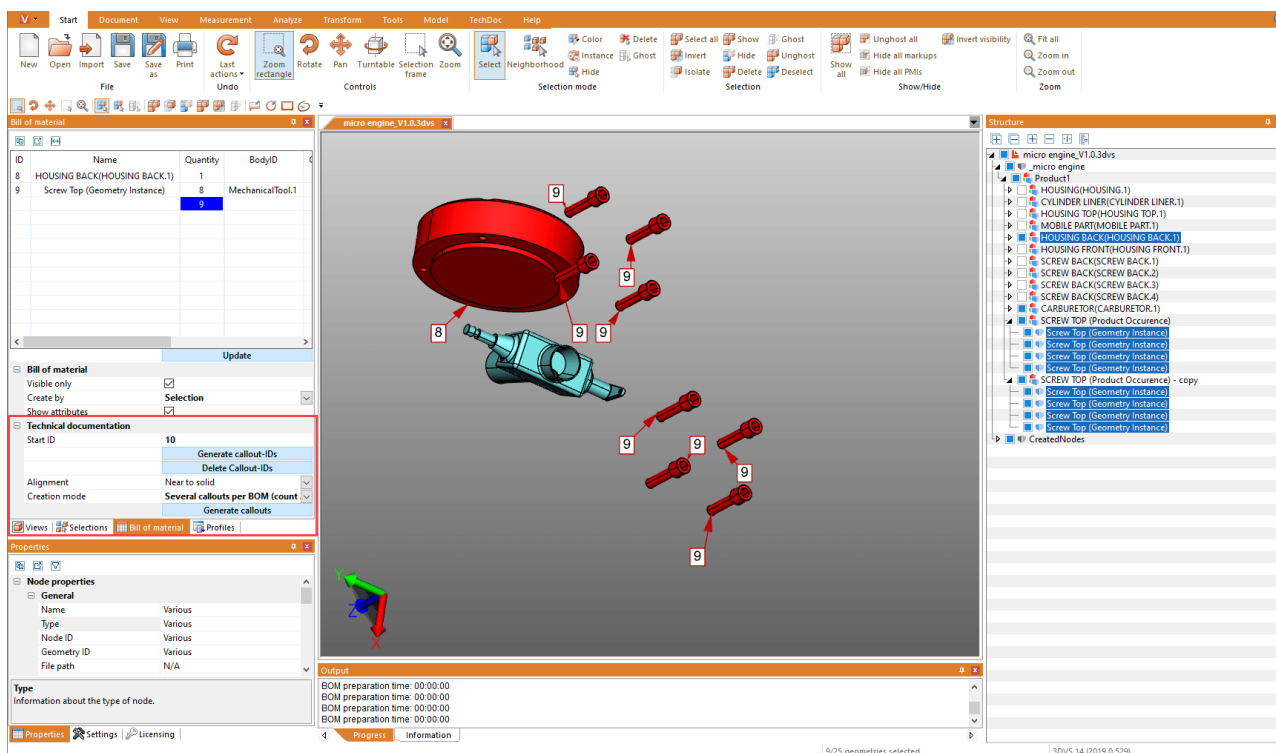 V Start Document View Measurement Analyze Transform Tools Model TechDoc Help
New Open Import Save Save as Print
Last actions
Zoom rectangle Rotate Pan Turntable Selection frame Zoom
Select Neighborhood
Color Delete
Instance Ghost
Hide
Select all Show Ghost
Invert Hide Unghost
Isolate Delete Deselect
Show all
Unghost all Invert visibility
Hide all markups
Hide all PMIs
Fit all
Zoom in
Zoom out
File Undo Controls Selection mode Selection Show/Hide Zoom
Bill of material
ID Name Quantity BodyID
8 HOUSING BACK(HOUSING BACK.1) 1
9 Screw Top (Geometry Instance) 8 MechanicalTool.1
9
Update
Bill of material
Visible only
Create by Selection
Show attributes
Technical documentation
Start ID 10
Generate callout-IDs
Delete Callout-IDs
Alignment Near to solid
Creation mode Several callouts per BOM (count
Generate callouts
Views Selections Bill of material Profiles
Properties
Node properties
General
Name Various
Type Various
Node ID Various
Geometry ID Various
File path N/A
Type
Information about the type of node.
Properties Settings Licensing
micro engine_V1.0.3dvs
9
9
8
9
9
9
9
9
9
Y
Z
X
Output
BOM preparation time: 00:00:00
BOM preparation time: 00:00:00
BOM preparation time: 00:00:00
BOM preparation time: 00:00:00
Progress Information
Structure
micro engine_V1.0.3dvs
_micro engine
Product1
HOUSING(HOUSING.1)
CYLINDER LINER(CYLINDER LINER.1)
HOUSING TOP(HOUSING TOP.1)
MOBILE PART(MOBILE PART.1)
HOUSING BACK(HOUSING BACK.1)
HOUSING FRONT(HOUSING FRONT.1)
SCREW BACK(SCREW BACK.1)
SCREW BACK(SCREW BACK.2)
SCREW BACK(SCREW BACK.3)
SCREW BACK(SCREW BACK.4)
CARBURETOR(CARBURETOR.1)
SCREW TOP (Product Occurence)
Screw Top (Geometry Instance)
Screw Top (Geometry Instance)
Screw Top (Geometry Instance)
Screw Top (Geometry Instance)
SCREW TOP (Product Occurence) - copy
Screw Top (Geometry Instance)
Screw Top (Geometry Instance)
Screw Top (Geometry Instance)
Screw Top (Geometry Instance)
CreatedNodes
9/25 geometries selected
3DVS 14 (2019.0.529)